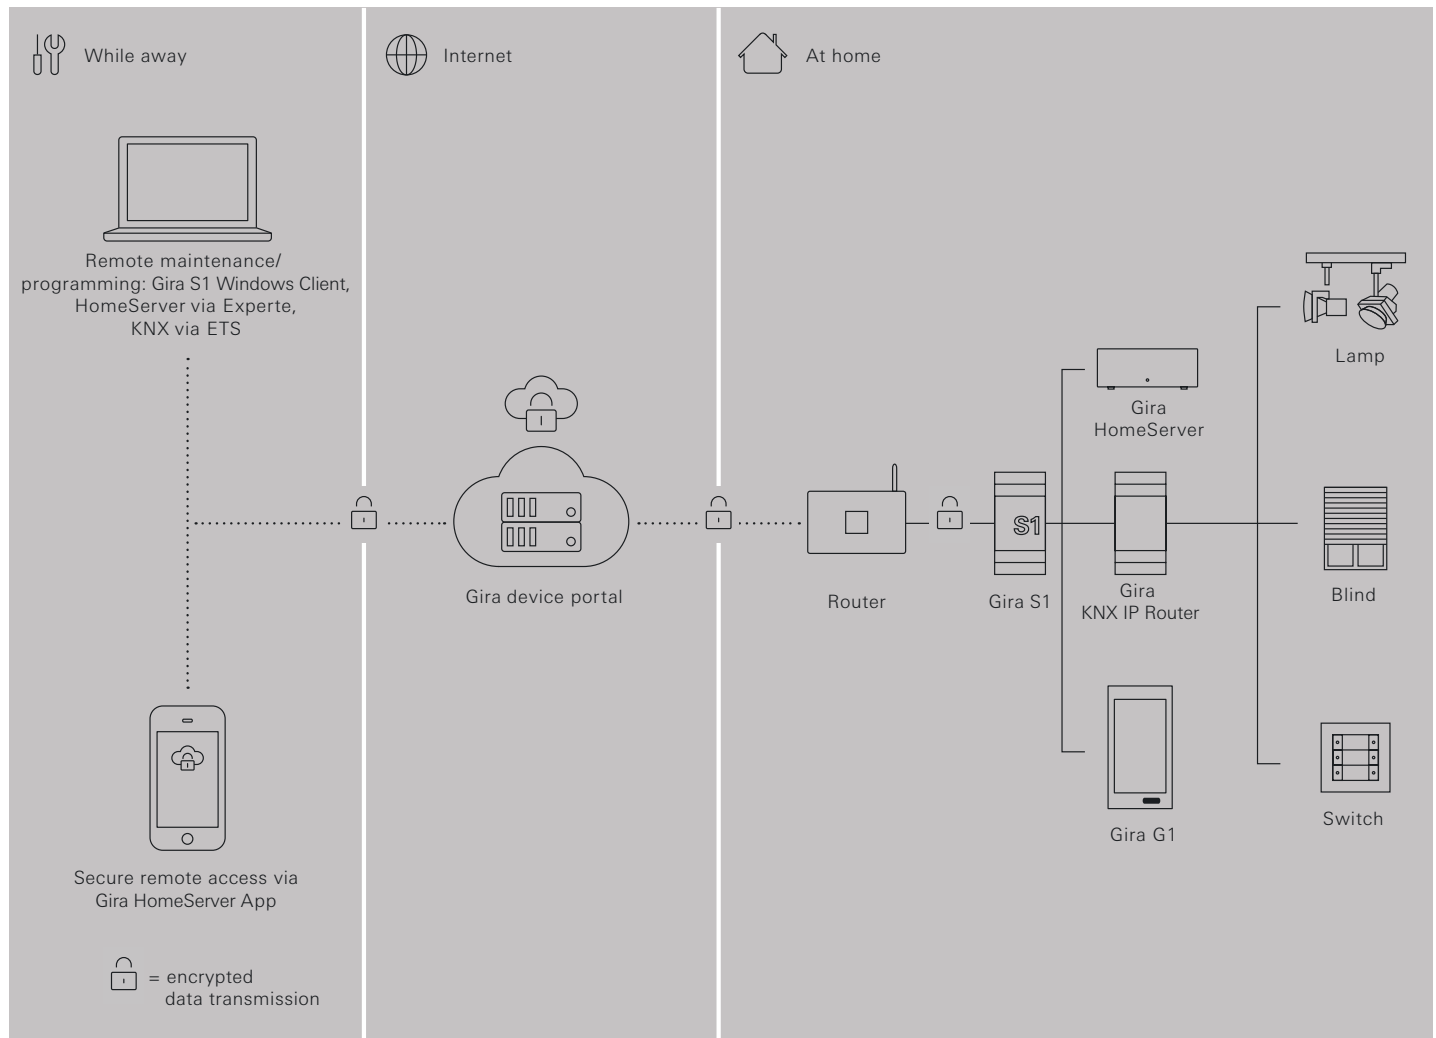 While away
Internet
At home
Remote maintenance/
programming: Gira S1 Windows Client,
HomeServer via Experte,
KNX via ETS
Secure remote access via
Gira HomeServer App
= encrypted
data transmission
Gira device portal
Router
S1
Gira S1
Gira
HomeServer
Gira
KNX IP Router
Gira G1
Lamp
Blind
Switch